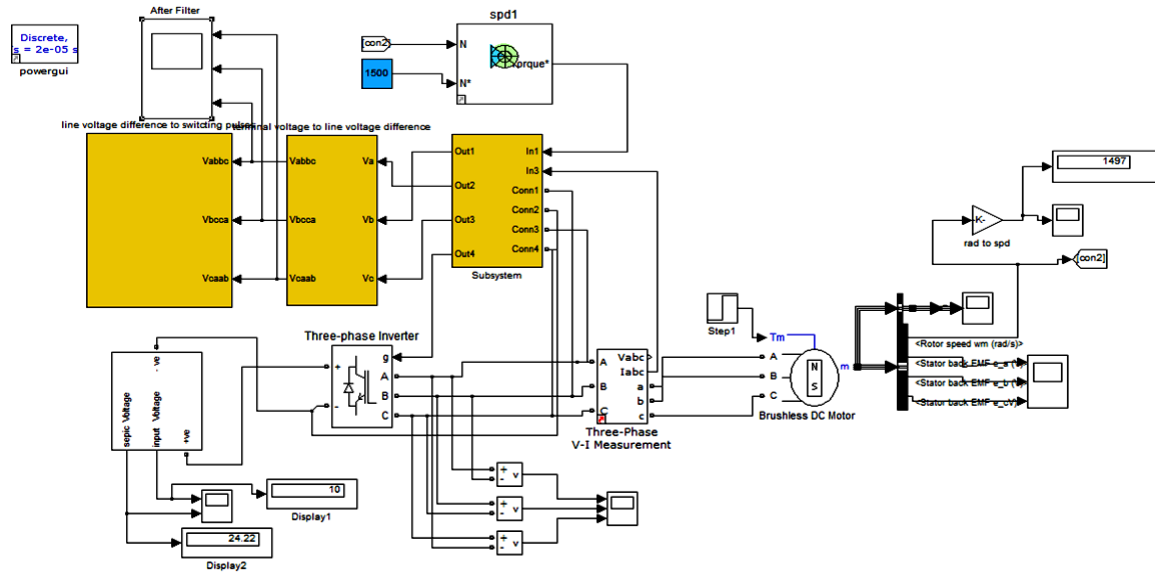 After Filter
Discrete,
s = 2e-05 s
powergui
spd1
[con2]
N
1500
N*
Torque*
line voltage difference to switcting pulses
terminal voltage to line voltage difference
Vabbc
Vbcca
Vcaab
Vabbc
Vbcca
Vcaab
Va
Vb
Vc
Out1
Out2
Out3
Out4
In1
In3
Conn1
Conn2
Conn3
Conn4
Subsystem
1497
K-
rad to spd
[con2]
Step1
Tm
A
B
C
N
S
m
Brushless DC Motor
<Rotor speed wm (rad/s)>
<Stator back EMF e_a (V)>
<Stator back EMF e_b (V)>
<Stator back EMF e_cV)
Three-phase Inverter
g
+
-
A
B
C
A
B
C
Vabc
Iabc
a
b
c
Three-Phase
V-I Measurement
- ve
sepic Voltage
input Voltage
+ve
10
Display1
24.22
Display2
+
-
v
+
-
v
+
-
v